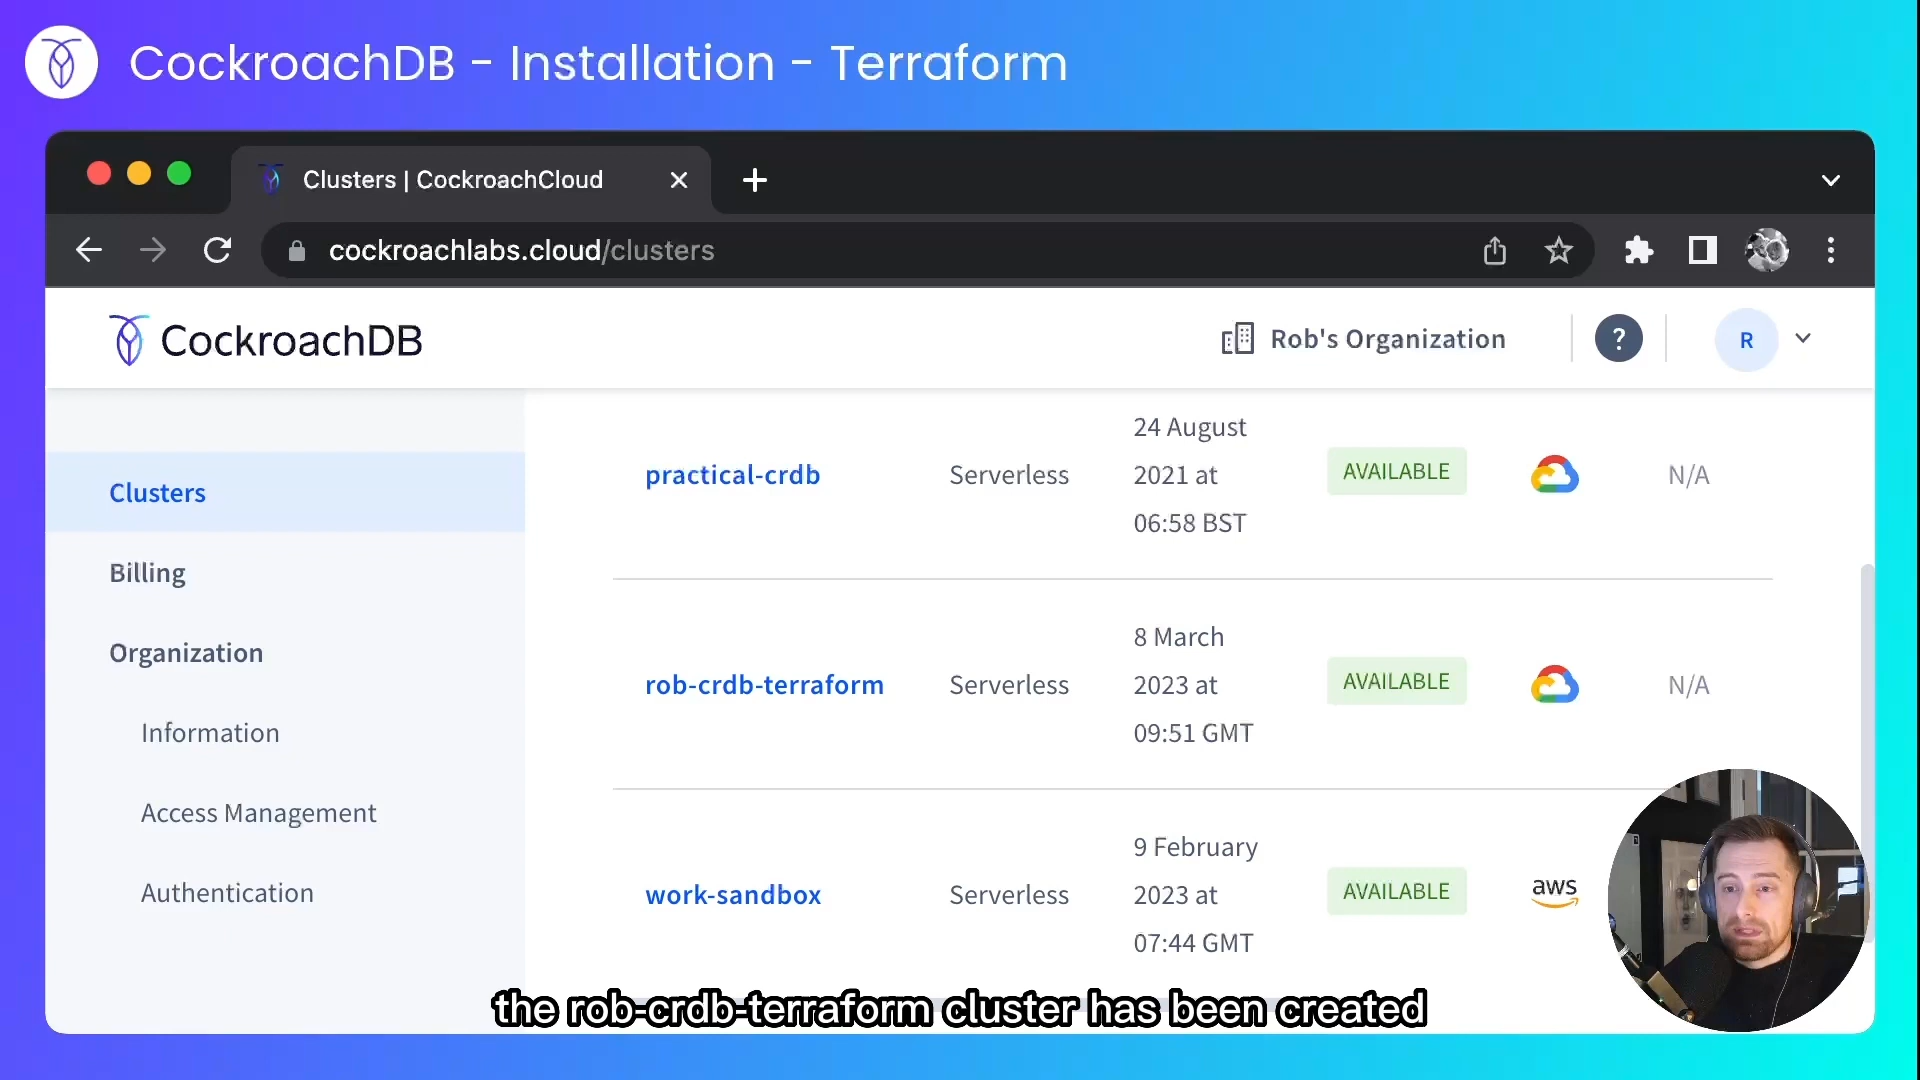 CockroachDB - Installation - Terraform
Clusters | CockroachCloud
cockroachlabs.cloud/clusters
CockroachDB
Rob's Organization
?
R
Clusters
Billing
Organization
Information
Access Management
Authentication
practical-crdb
Serverless
24 August
2021 at
06:58 BST
AVAILABLE
N/A
rob-crdb-terraform
Serverless
8 March
2023 at
09:51 GMT
AVAILABLE
N/A
work-sandbox
Serverless
9 February
2023 at
07:44 GMT
AVAILABLE
aws
the rob-crdb-terraform cluster has been created